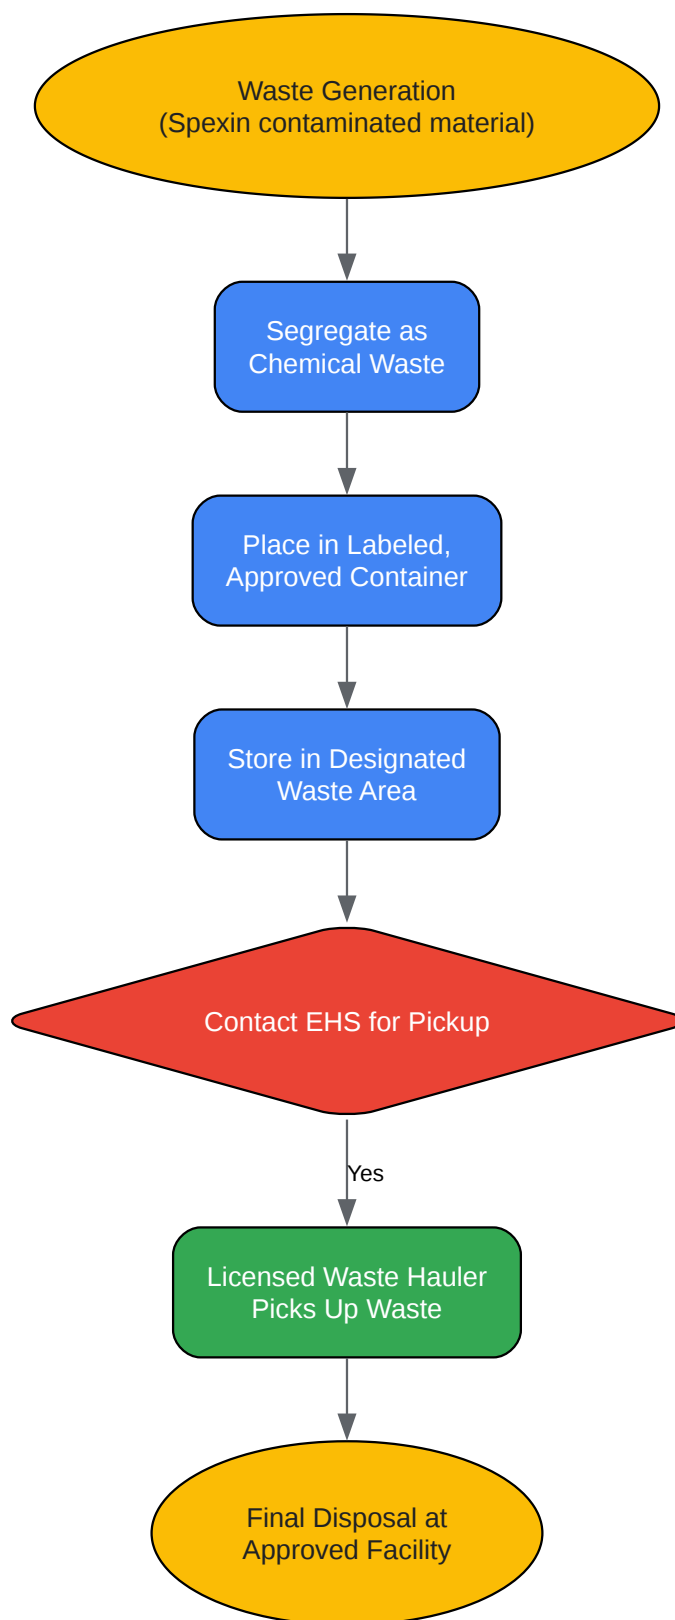 Waste Generation
(Spexin contaminated material)
Segregate as
Chemical Waste
Place in Labeled,
Approved Container
Store in Designated
Waste Area
Contact EHS for Pickup
Yes
Licensed Waste Hauler
Picks Up Waste
Final Disposal at
Approved Facility